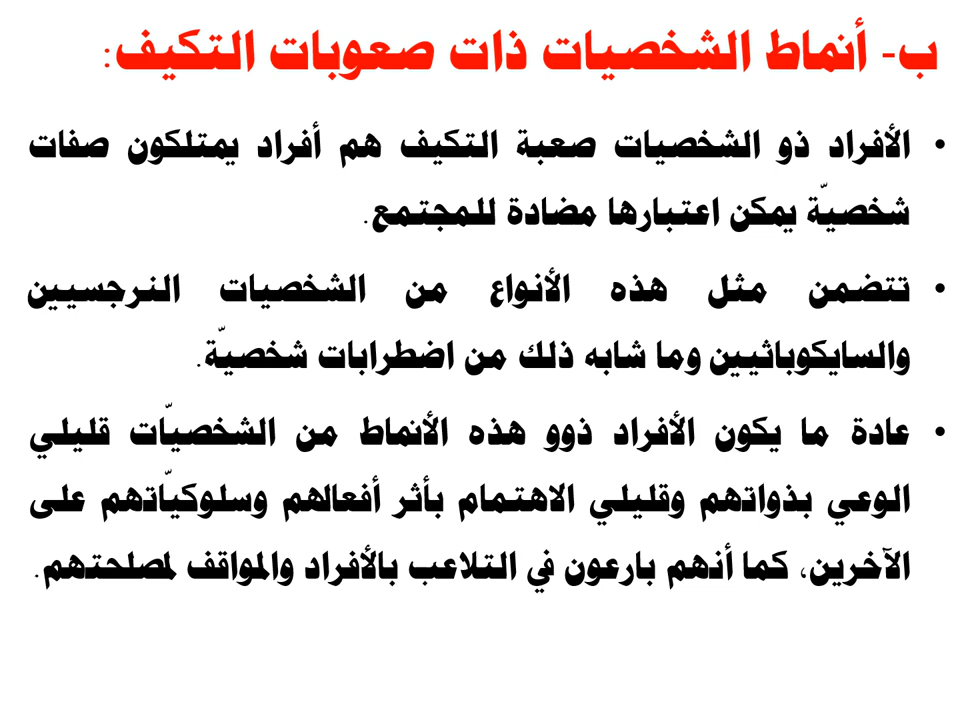 ب- أنماط الشخصيات ذات صعوبات التكيف:
• الأفراد ذو الشخصيات صعبة التكيف هم أفراد يمتلكون صفات
شخصيّة يمكن اعتبارها مضادة للمجتمع.
• تتضمن مثل هذه الأنواع من الشخصيات النرجسيين
والسايكوباثيين وما شابه ذلك من اضطرابات شخصيّة.
• عادة ما يكون الأفراد ذوو هذه الأنماط من الشخصيّات قليلي
الوعي بذواتهم وقليلي الاهتمام بأثر أفعالهم وسلوكيّاتهم على
الآخرين، كما أنهم بارعون في التلاعب بالأفراد والمواقف لمصلحتهم.